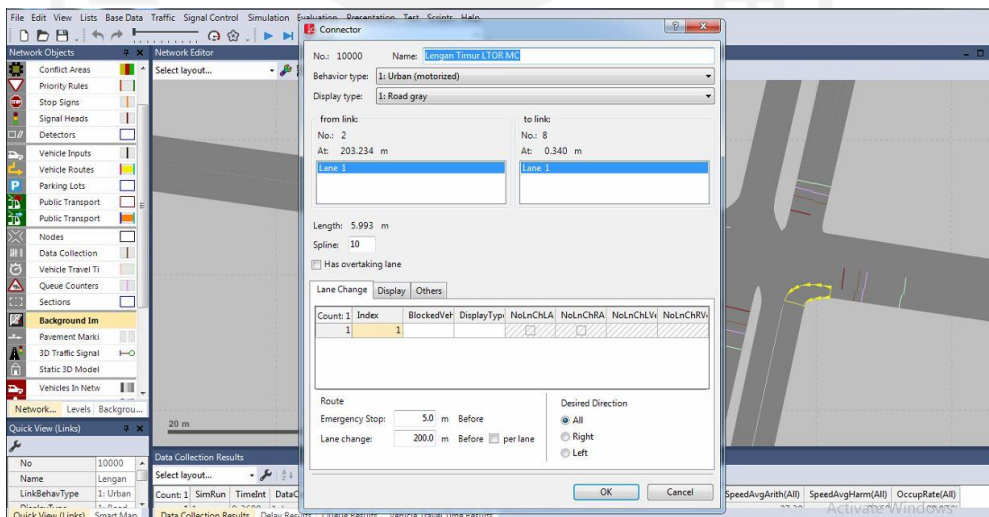 File Edit View Lists Base Data Traffic Signal Control Simulation Evaluation Presentation Test Scripts Help
Network Objects
Conflict Areas
Priority Rules
Stop Signs
Signal Heads
Detectors
Vehicle Inputs
Vehicle Routes
Parking Lots
Public Transport
Public Transport
Nodes
Data Collection
Vehicle Travel Ti
Queue Counters
Sections
Background Im
Pavement Marki
3D Traffic Signal
Static 3D Model
Vehicles In Netw
Network... Levels Backgrou...
Quick View (Links)
No 10000
Name Lengan
LinkBehavType 1: Urban
Quick View (Links) Smart Map
Network Editor
Select layout...
20 m
Connector
No.: 10000 Name: Lengan Timur LTOR MC
Behavior type: 1: Urban (motorized)
Display type: 1: Road gray
from link: to link:
No.: 2 No.: 8
At: 203.234 m At: 0.340 m
Lane 1 Lane 1
Length: 5.993 m
Spline: 10
Has overtaking lane
Lane Change Display Others
Count: 1 Index BlockedVeh DisplayTyp NoLnChLA NoLnChRA NoLnChLV NoLnChRV
1 1
Route Desired Direction
Emergency Stop: 5.0 m Before All
Lane change: 200.0 m Before per lane Right
Left
OK Cancel
Data Collection Results
Select layout...
Count: 1 SimRun TimeInt DataC SpeedAvgArith(All) SpeedAvgHarm(All) OccupRate(All)
Activate Windows
Data Collection Results Delay Results Queue Results Vehicle Travel Time Results